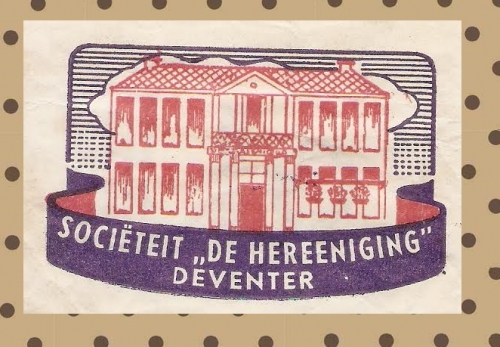 SOCIËTEIT „DE HEREENIGING"
DEVENTER